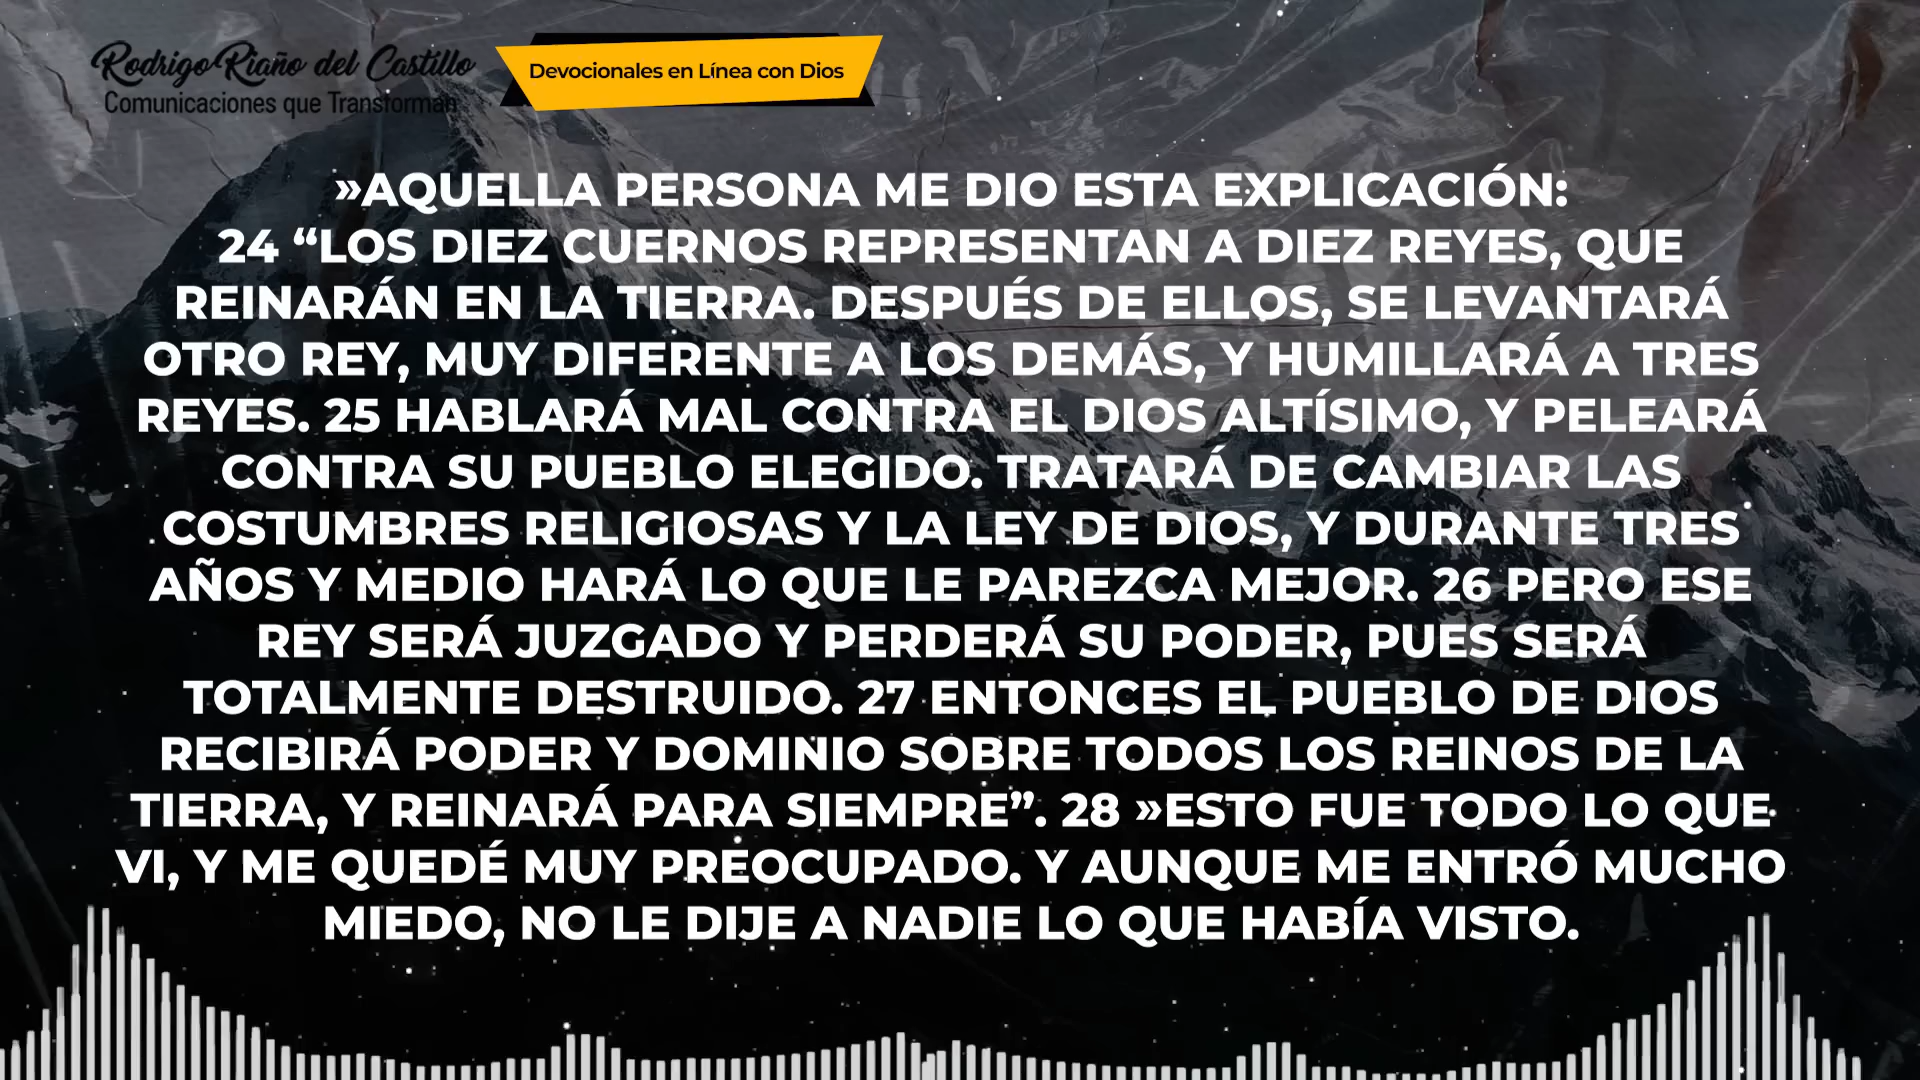 Rodrigo Riaño del Castillo
Comunicaciones que Transforman
Devocionales en Línea con Dios
»AQUELLA PERSONA ME DIO ESTA EXPLICACIÓN:
24 “LOS DIEZ CUERNOS REPRESENTAN A DIEZ REYES, QUE
REINARÁN EN LA TIERRA. DESPUÉS DE ELLOS, SE LEVANTARÁ
OTRO REY, MUY DIFERENTE A LOS DEMÁS, Y HUMILLARÁ A TRES
REYES. 25 HABLARÁ MAL CONTRA EL DIOS ALTÍSIMO, Y PELEARÁ
CONTRA SU PUEBLO ELEGIDO. TRATARÁ DE CAMBIAR LAS
COSTUMBRES RELIGIOSAS Y LA LEY DE DIOS, Y DURANTE TRES
AÑOS Y MEDIO HARÁ LO QUE LE PAREZCA MEJOR. 26 PERO ESE
REY SERÁ JUZGADO Y PERDERÁ SU PODER, PUES SERÁ
TOTALMENTE DESTRUIDO. 27 ENTONCES EL PUEBLO DE DIOS
RECIBIRÁ PODER Y DOMINIO SOBRE TODOS LOS REINOS DE LA
TIERRA, Y REINARÁ PARA SIEMPRE”. 28 »ESTO FUE TODO LO QUE
VI, Y ME QUEDÉ MUY PREOCUPADO. Y AUNQUE ME ENTRÓ MUCHO
MIEDO, NO LE DIJE A NADIE LO QUE HABÍA VISTO.